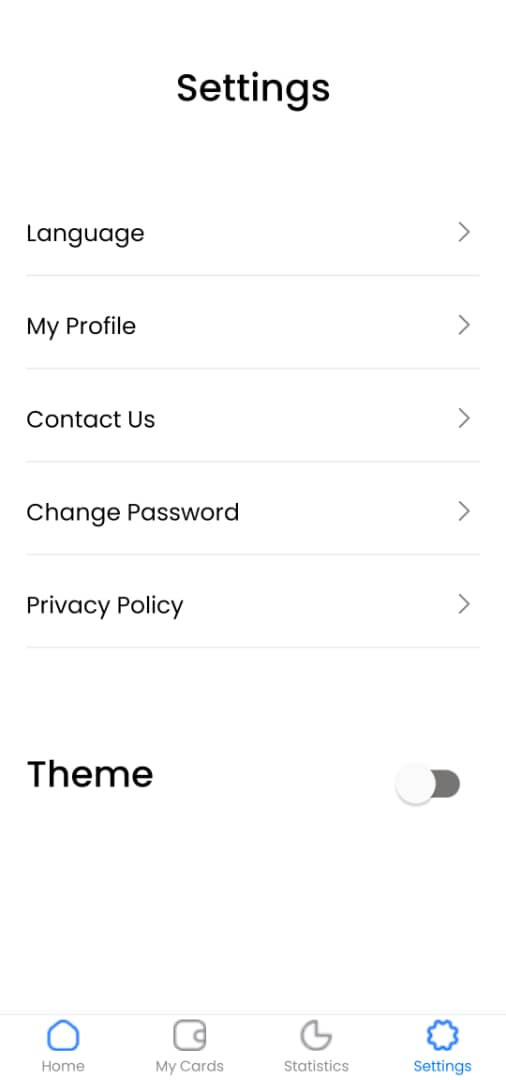 Settings
Language
My Profile
Contact Us
Change Password
Privacy Policy
Theme
Home
My Cards
Statistics
Settings